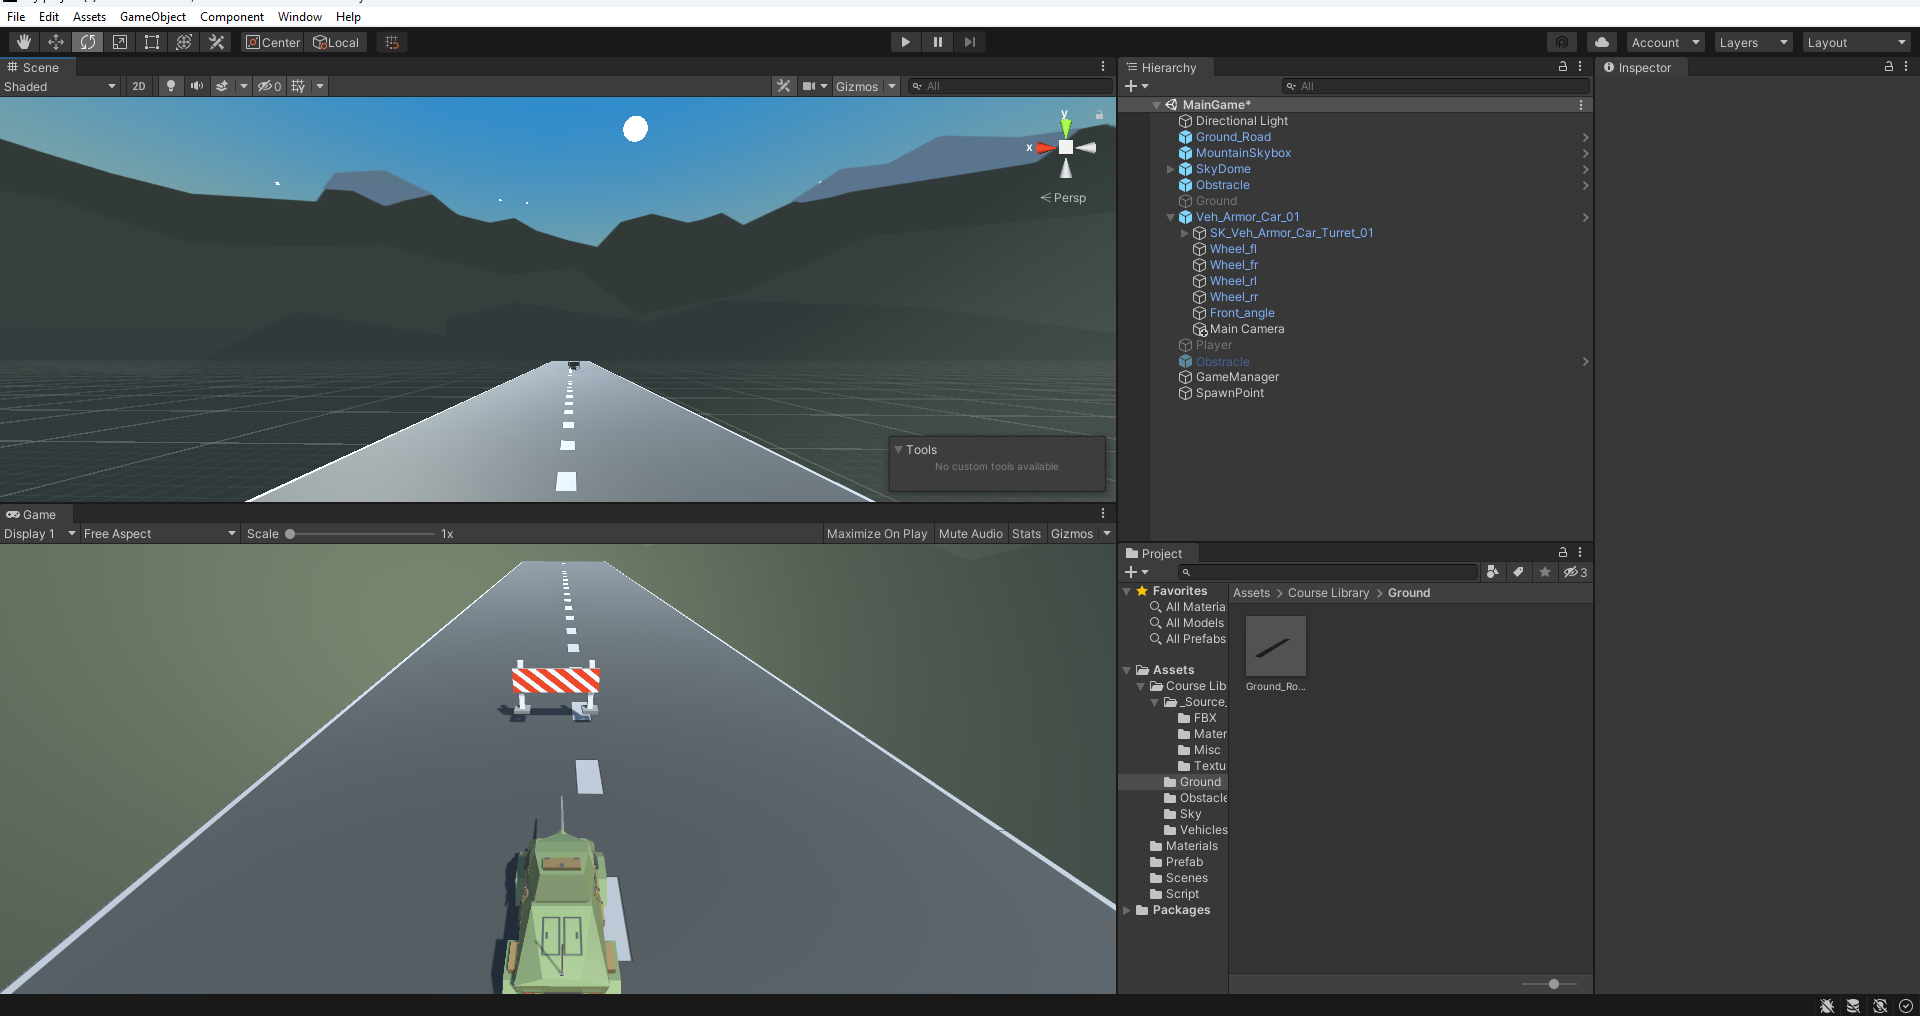 File Edit Assets GameObject Component Window Help
Center Local
Account Layers Layout
Scene
Shaded 2D 0 Gizmos All
y
x
Persp
Tools
No custom tools available
Game
Display 1 Free Aspect Scale 1x Maximize On Play Mute Audio Stats Gizmos
Hierarchy
All
MainGame*
Directional Light
Ground_Road
MountainSkybox
SkyDome
Obstacle
Ground
Veh_Armor_Car_01
SK_Veh_Armor_Car_Turret_01
Wheel_fl
Wheel_fr
Wheel_rl
Wheel_rr
Front_angle
Main Camera
Player
Obstacle
GameManager
SpawnPoint
Project
3
Favorites
All Materia
All Models
All Prefabs
Assets
Course Lib
_Source_
FBX
Mater
Misc
Textu
Ground
Obstacle
Sky
Vehicles
Materials
Prefab
Scenes
Script
Packages
Assets > Course Library > Ground
Ground_Ro...
Inspector